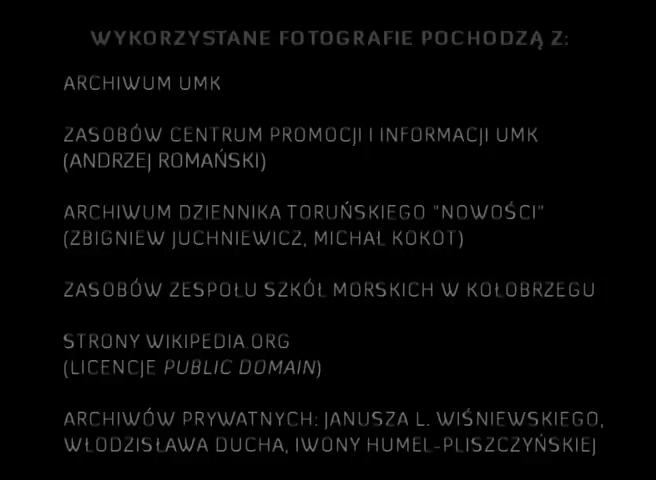 WYKORZYSTANE FOTOGRAFIE POCHODZĄ Z:
ARCHIWUM UMK
ZASOBÓW CENTRUM PROMOCJI I INFORMACJI UMK
(ANDRZEJ ROMAŃSKI)
ARCHIWUM DZIENNIKA TORUŃSKIEGO "NOWOŚCI"
(ZBIGNIEW JUCHNIEWICZ, MICHAL KOKOT)
ZASOBÓW ZESPOŁU SZKÓŁ MORSKICH W KOŁOBRZEGU
STRONY WIKIPEDIA.ORG
(LICENCJE PUBLIC DOMAIN)
ARCHIWÓW PRYWATNYCH: JANUSZA L. WIŚNIEWSKIEGO,
WŁODZISŁAWA DUCHA, IWONY HUMEL-PLISZCZYŃSKIEJ